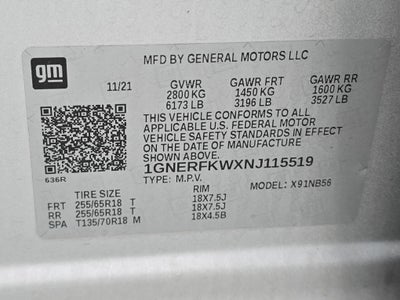 gm
MFD BY GENERAL MOTORS LLC
11/21 GVWR GAWR FRT GAWR RR
2800 KG 1450 KG 1600 KG
6173 LB 3196 LB 3527 LB
THIS VEHICLE CONFORMS TO ALL
APPLICABLE U.S. FEDERAL MOTOR
VEHICLE SAFETY STANDARDS IN EFFECT
ON THE DATE OF MANUFACTURE
SHOWN ABOVE.
1GNERFKWXNJ115519
636R TYPE: M.P.V. MODEL: X91NB56
TIRE SIZE RIM
FRT 255/65R18 T 18X7.5J
RR 255/65R18 T 18X7.5J
SPA T135/70R18 M 18X4.5B